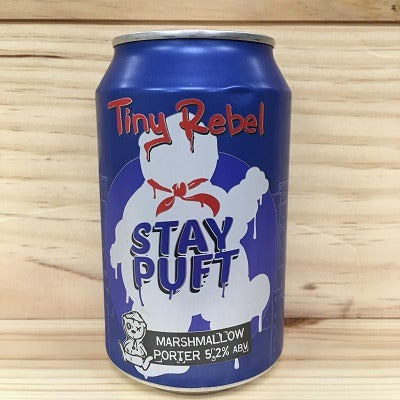 Tiny Rebel
STAY
PUFT
MARSHMALLOW
PORTER 5.2% ABV